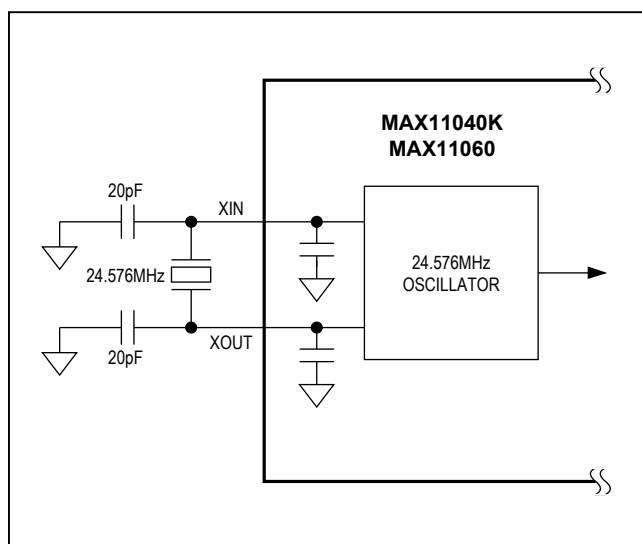 MAX11040K
MAX11060
20pF
XIN
24.576MHz
24.576MHz
OSCILLATOR
XOUT
20pF